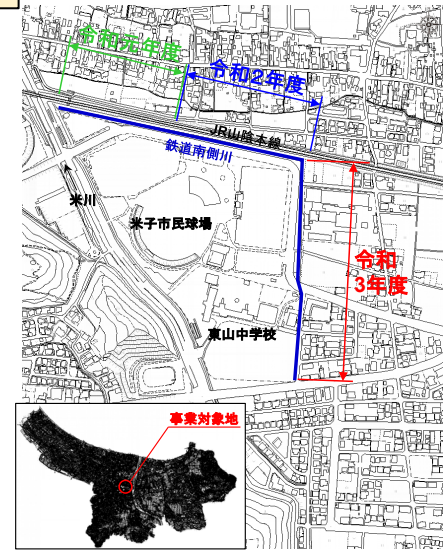 令和元年度
令和2年度
JR山陰本線
鉄道南側川
米川
米子市民球場
令和
3年度
東山中学校
事業対象地